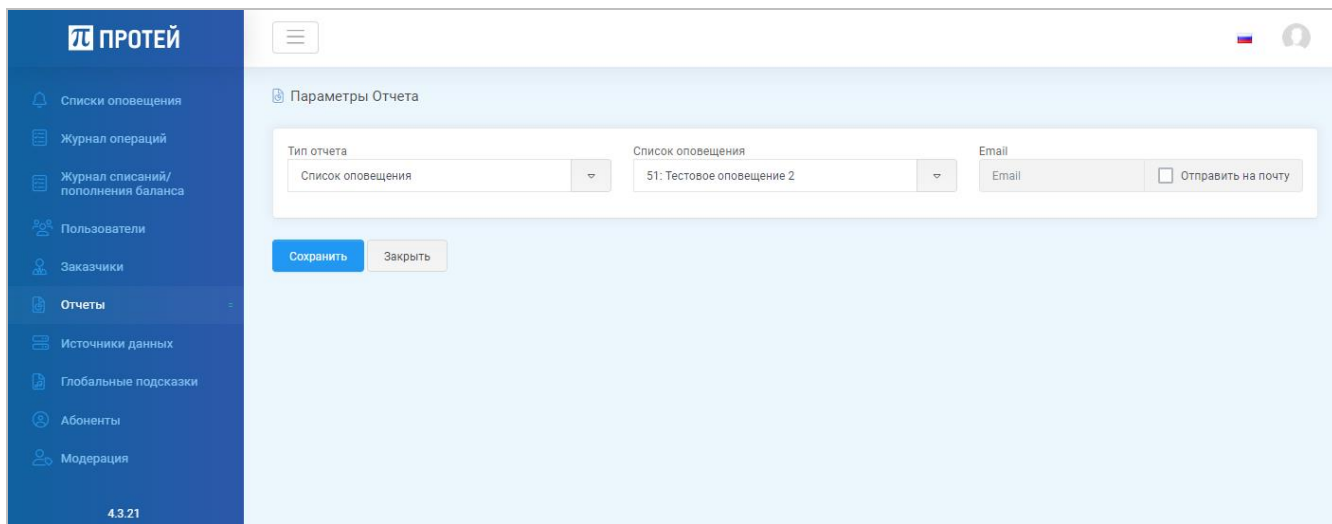 ПРОТЕЙ
Списки оповещения
Журнал операций
Журнал списаний/
пополнения баланса
Пользователи
Заказчики
Отчеты
Источники данных
Глобальные подсказки
Абоненты
Модерация
4.3.21
Параметры Отчета
Тип отчета
Список оповещения
Список оповещения
51: Тестовое оповещение 2
Email
Email
Отправить на почту
Сохранить
Закрыть